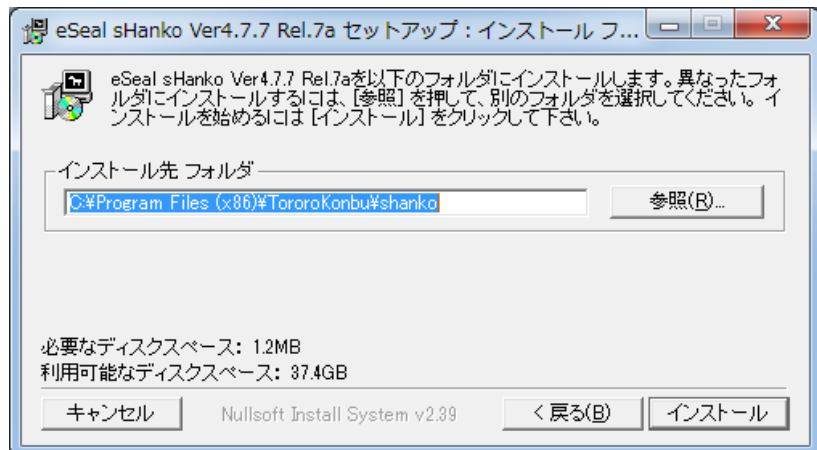 eSeal sHanko Ver4.7.7 Rel.7a セットアップ：インストール フ...
eSeal sHanko Ver4.7.7 Rel.7aを以下のフォルダにインストールします。異なったフォ
ルダにインストールするには、[参照] を押して、別のフォルダを選択してください。 イ
ンストールを始めるには [インストール] をクリックして下さい。
インストール先 フォルダ
C:¥Program Files (x86)¥TororoKonbu¥shanko
参照(R)...
必要なディスクスペース: 1.2MB
利用可能なディスクスペース: 37.4GB
キャンセル
Nullsoft Install System v2.39
< 戻る(B)
インストール